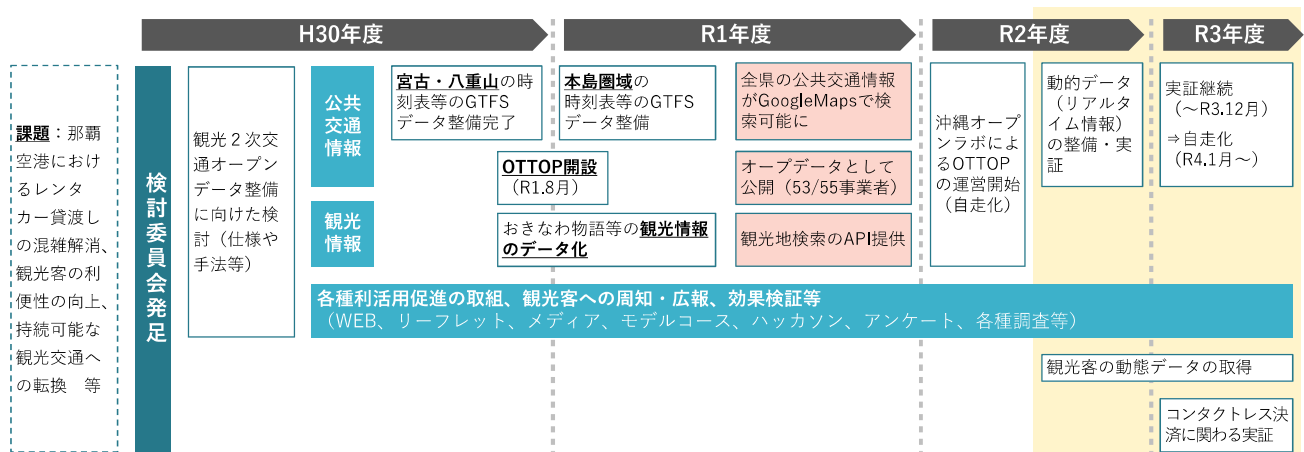 H30年度
R1年度
R2年度
R3年度
課題：那覇
空港におけ
るレンタ
カー貸渡し
の混雑解消、
観光客の利
便性の向上、
持続可能な
観光交通へ
の転換　等
検討委員会発足
観光２次交
通オープン
データ整備
に向けた検
討（仕様や
手法等）
公共
交通
情報
観光
情報
宮古・八重山の時
刻表等のGTFS
データ整備完了
本島圏域の
時刻表等のGTFS
データ整備
全県の公共交通情報
がGoogleMapsで検
索可能に
OTTOP開設
（R1.8月）
オープデータとして
公開（53/55事業者）
おきなわ物語等の観光情報
のデータ化
観光地検索のAPI提供
沖縄オープ
ンラボによ
るOTTOP
の運営開始
（自走化）
動的データ
（リアルタ
イム情報）
の整備・実
証
実証継続
（～R3.12月）
⇒自走化
（R4.1月～）
各種利活用促進の取組、観光客への周知・広報、効果検証等
（WEB、リーフレット、メディア、モデルコース、ハッカソン、アンケート、各種調査等）
観光客の動態データの取得
コンタクトレス決
済に関わる実証